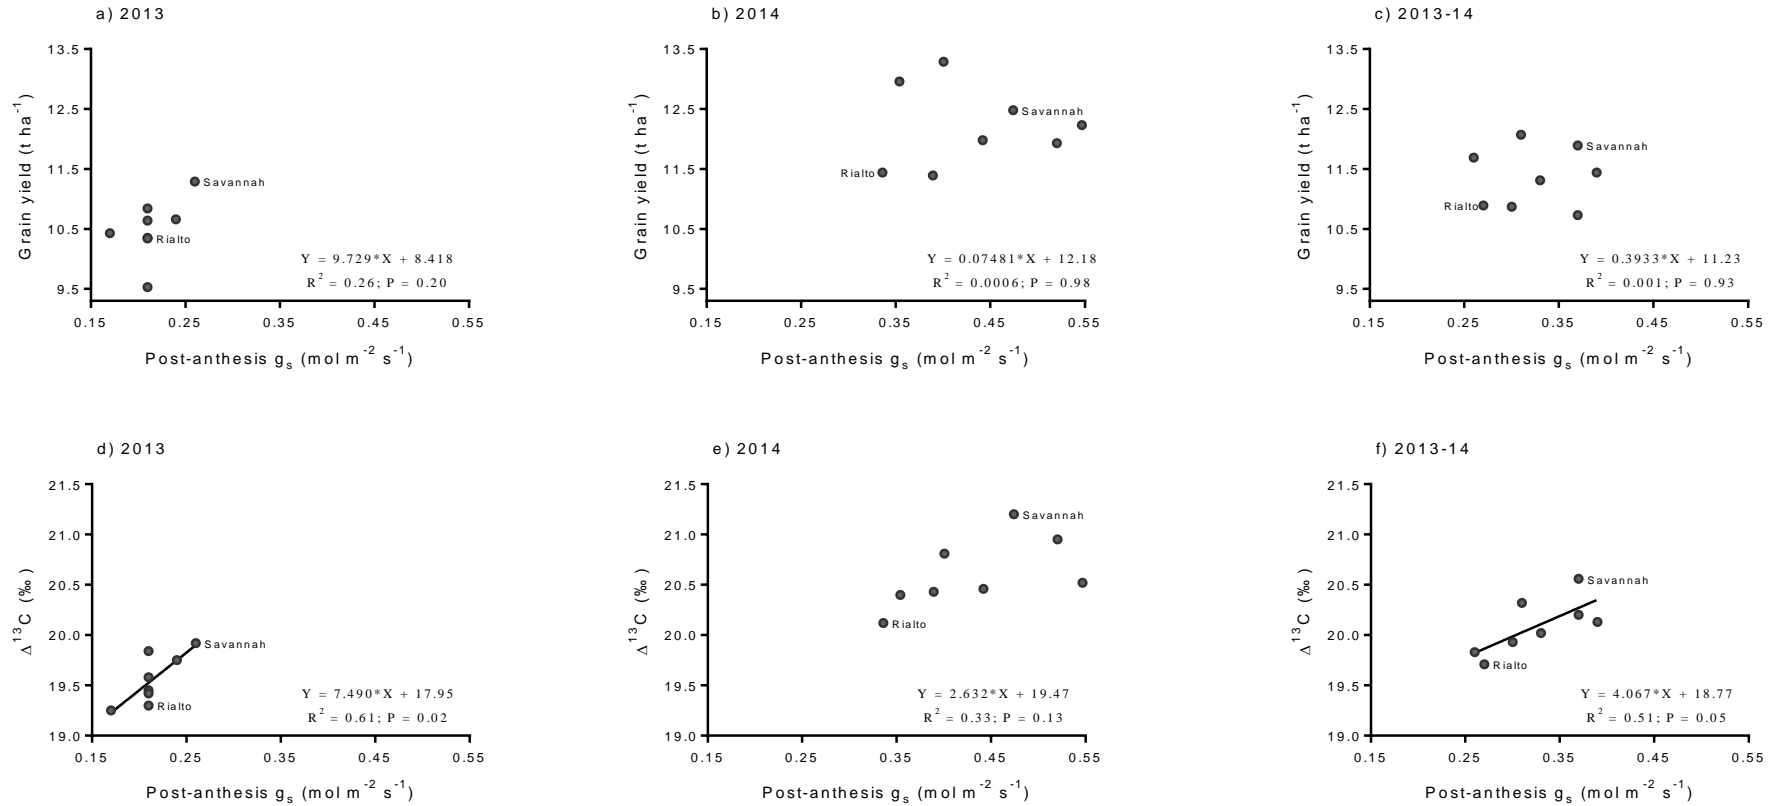 a) 2013
13.5
12.5
11.5
10.5
9.5
Grain yield (t ha⁻¹)
Savannah
Rialto
Y = 9.729*X + 8.418
R² = 0.26; P = 0.20
0.15 0.25 0.35 0.45 0.55
Post-anthesis gₛ (mol m⁻² s⁻¹)
b) 2014
13.5
12.5
11.5
10.5
9.5
Grain yield (t ha⁻¹)
Savannah
Rialto
Y = 0.07481*X + 12.18
R² = 0.0006; P = 0.98
0.15 0.25 0.35 0.45 0.55
Post-anthesis gₛ (mol m⁻² s⁻¹)
c) 2013-14
13.5
12.5
11.5
10.5
9.5
Grain yield (t ha⁻¹)
Savannah
Rialto
Y = 0.3933*X + 11.23
R² = 0.001; P = 0.93
0.15 0.25 0.35 0.45 0.55
Post-anthesis gₛ (mol m⁻² s⁻¹)
d) 2013
21.5
21.0
20.5
20.0
19.5
19.0
Δ¹³C (‰)
Savannah
Rialto
Y = 7.490*X + 17.95
R² = 0.61; P = 0.02
0.15 0.25 0.35 0.45 0.55
Post-anthesis gₛ (mol m⁻² s⁻¹)
e) 2014
21.5
21.0
20.5
20.0
19.5
19.0
Δ¹³C (‰)
Savannah
Rialto
Y = 2.632*X + 19.47
R² = 0.33; P = 0.13
0.15 0.25 0.35 0.45 0.55
Post-anthesis gₛ (mol m⁻² s⁻¹)
f) 2013-14
21.5
21.0
20.5
20.0
19.5
19.0
Δ¹³C (‰)
Savannah
Rialto
Y = 4.067*X + 18.77
R² = 0.51; P = 0.05
0.15 0.25 0.35 0.45 0.55
Post-anthesis gₛ (mol m⁻² s⁻¹)